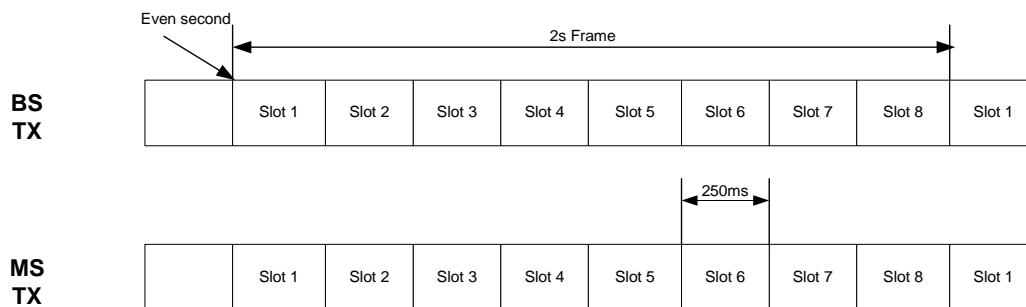 Even second
2s Frame
BS
TX
Slot 1 Slot 2 Slot 3 Slot 4 Slot 5 Slot 6 Slot 7 Slot 8 Slot 1
250ms
MS
TX
Slot 1 Slot 2 Slot 3 Slot 4 Slot 5 Slot 6 Slot 7 Slot 8 Slot 1